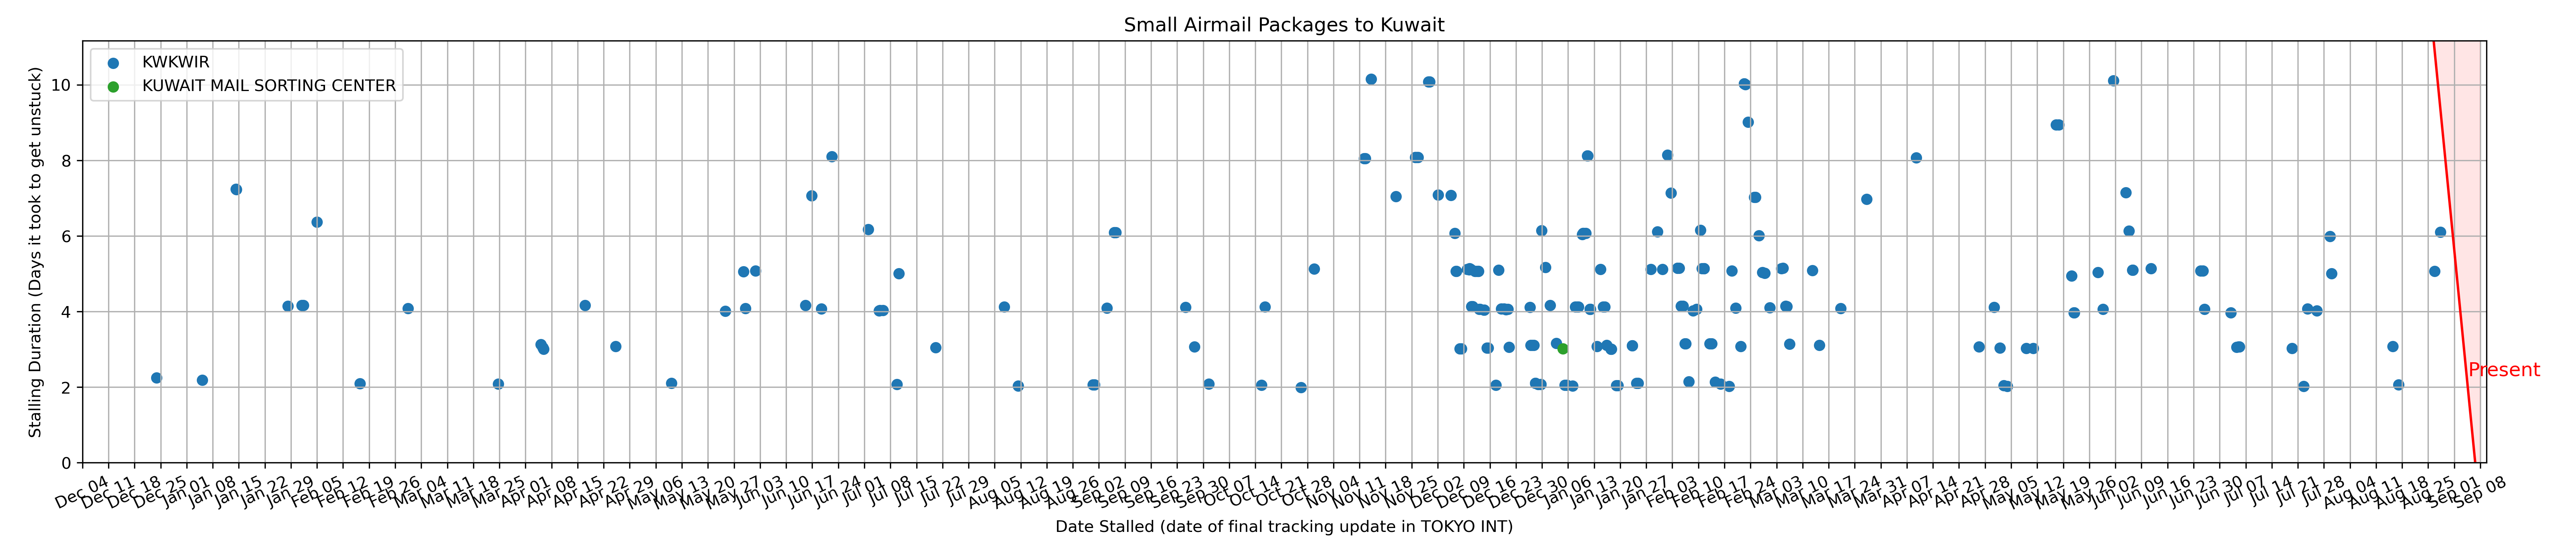 Small Airmail Packages to Kuwait
KWKWIR
KUWAIT MAIL SORTING CENTER
Stalling Duration (Days it took to get unstuck)
10
8
6
4
2
0
Present
Dec 04 Dec 11 Dec 18 Dec 25 Jan 01 Jan 08 Jan 15 Jan 22 Jan 29 Feb 05 Feb 12 Feb 19 Feb 26 Mar 04 Mar 11 Mar 18 Mar 25 Apr 01 Apr 08 Apr 15 Apr 22 Apr 29 May 06 May 13 May 20 May 27 Jun 03 Jun 10 Jun 17 Jun 24 Jul 01 Jul 08 Jul 15 Jul 22 Jul 29 Aug 05 Aug 12 Aug 19 Aug 26 Sep 02 Sep 09 Sep 16 Sep 23 Sep 30 Oct 07 Oct 14 Oct 21 Oct 28 Nov 04 Nov 11 Nov 18 Nov 25 Dec 02 Dec 09 Dec 16 Dec 23 Dec 30 Jan 06 Jan 13 Jan 20 Jan 27 Feb 03 Feb 10 Feb 17 Feb 24 Mar 03 Mar 10 Mar 17 Mar 24 Mar 31 Apr 07 Apr 14 Apr 21 Apr 28 May 05 May 12 May 19 May 26 Jun 02 Jun 09 Jun 16 Jun 23 Jun 30 Jul 07 Jul 14 Jul 21 Jul 28 Aug 04 Aug 11 Aug 18 Aug 25 Sep 01 Sep 08
Date Stalled (date of final tracking update in TOKYO INT)